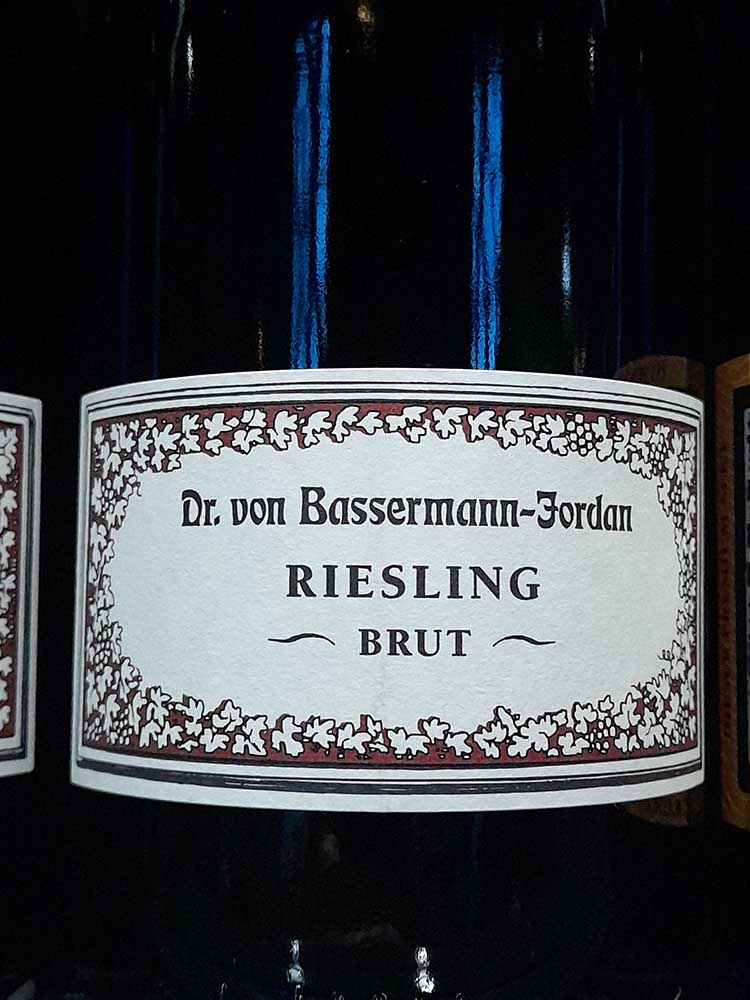 Dr. von Bassermann-Jordan
RIESLING
BRUT